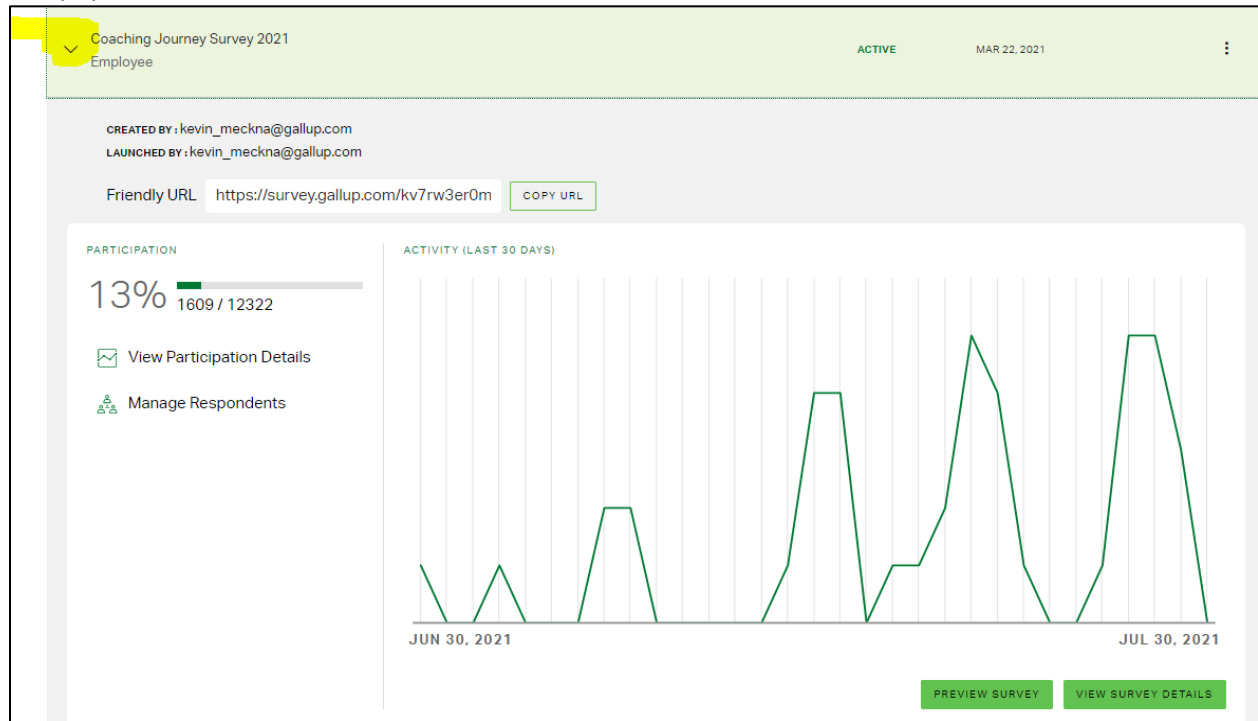 Coaching Journey Survey 2021
Employee
ACTIVE
MAR 22, 2021
CREATED BY : kevin_meckna@gallup.com
LAUNCHED BY : kevin_meckna@gallup.com
Friendly URL https://survey.gallup.com/kv7rw3er0m COPY URL
PARTICIPATION
13%
1609 / 12322
View Participation Details
Manage Respondents
ACTIVITY (LAST 30 DAYS)
JUN 30, 2021
JUL 30, 2021
PREVIEW SURVEY
VIEW SURVEY DETAILS